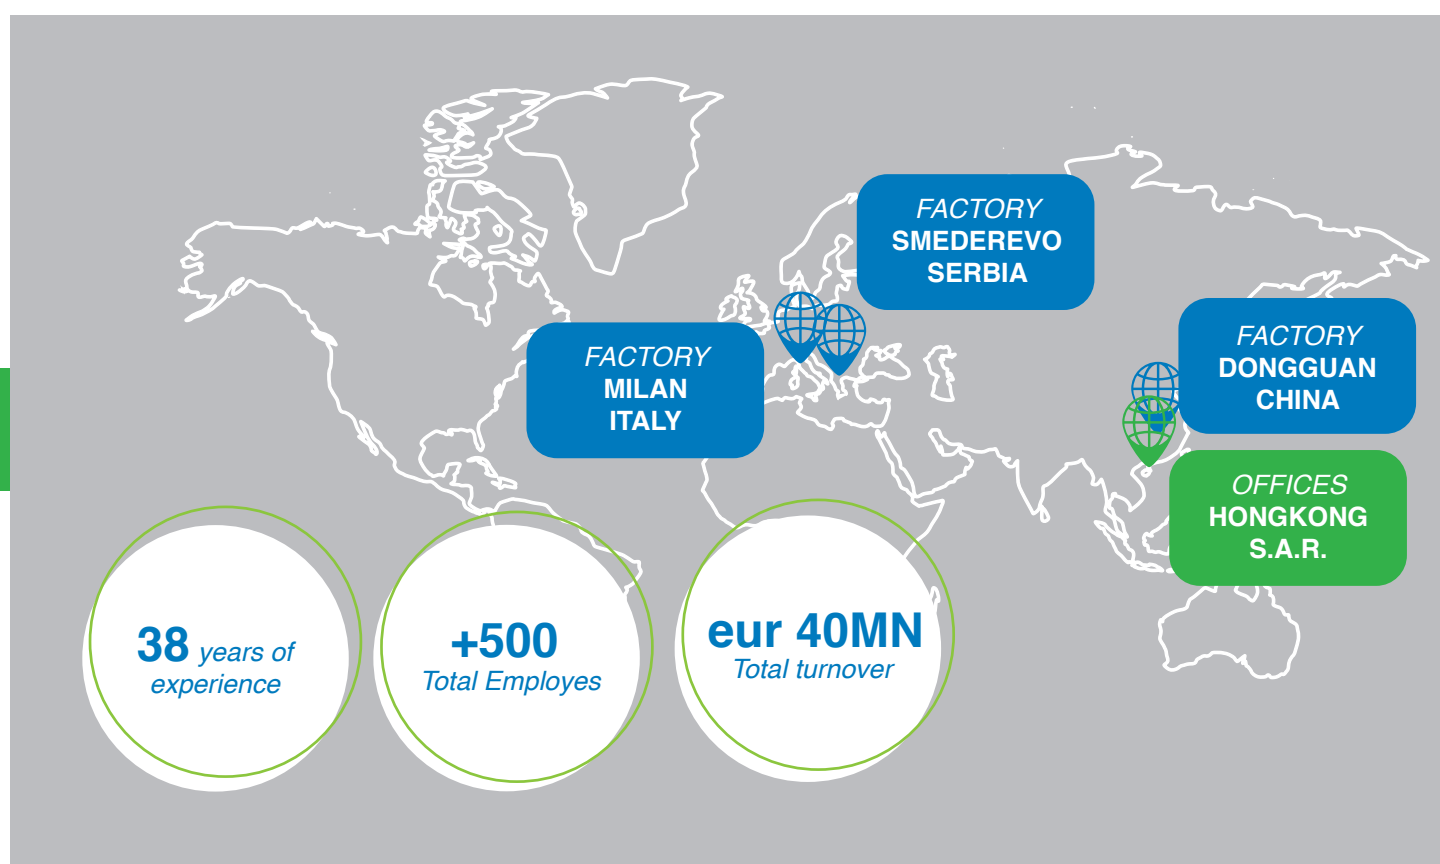 FACTORY
SMEDEREVO
SERBIA
FACTORY
MILAN
ITALY
FACTORY
DONGGUAN
CHINA
OFFICES
HONGKONG
S.A.R.
38 years of
experience
+500
Total Employes
eur 40MN
Total turnover